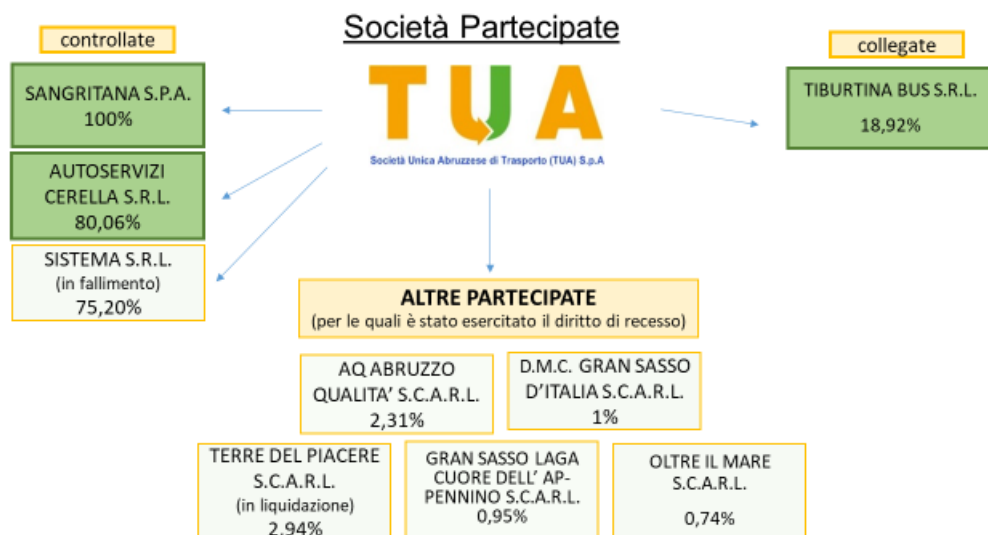 Società Partecipate
controllate
collegate
SANGRITANA S.P.A.
100%
AUTOSERVIZI
CERELLA S.R.L.
80,06%
SISTEMA S.R.L.
(in fallimento)
75,20%
TUA
Società Unica Abruzzese di Trasporto (TUA) S.p.A
TIBURTINA BUS S.R.L.
18,92%
ALTRE PARTECIPATE
(per le quali è stato esercitato il diritto di recesso)
AQ ABRUZZO
QUALITA’ S.C.A.R.L.
2,31%
D.M.C. GRAN SASSO
D’ITALIA S.C.A.R.L.
1%
TERRE DEL PIACERE
S.C.A.R.L.
(in liquidazione)
2,94%
GRAN SASSO LAGA
CUORE DELL’ AP-
PENNINO S.C.A.R.L.
0,95%
OLTRE IL MARE
S.C.A.R.L.
0,74%